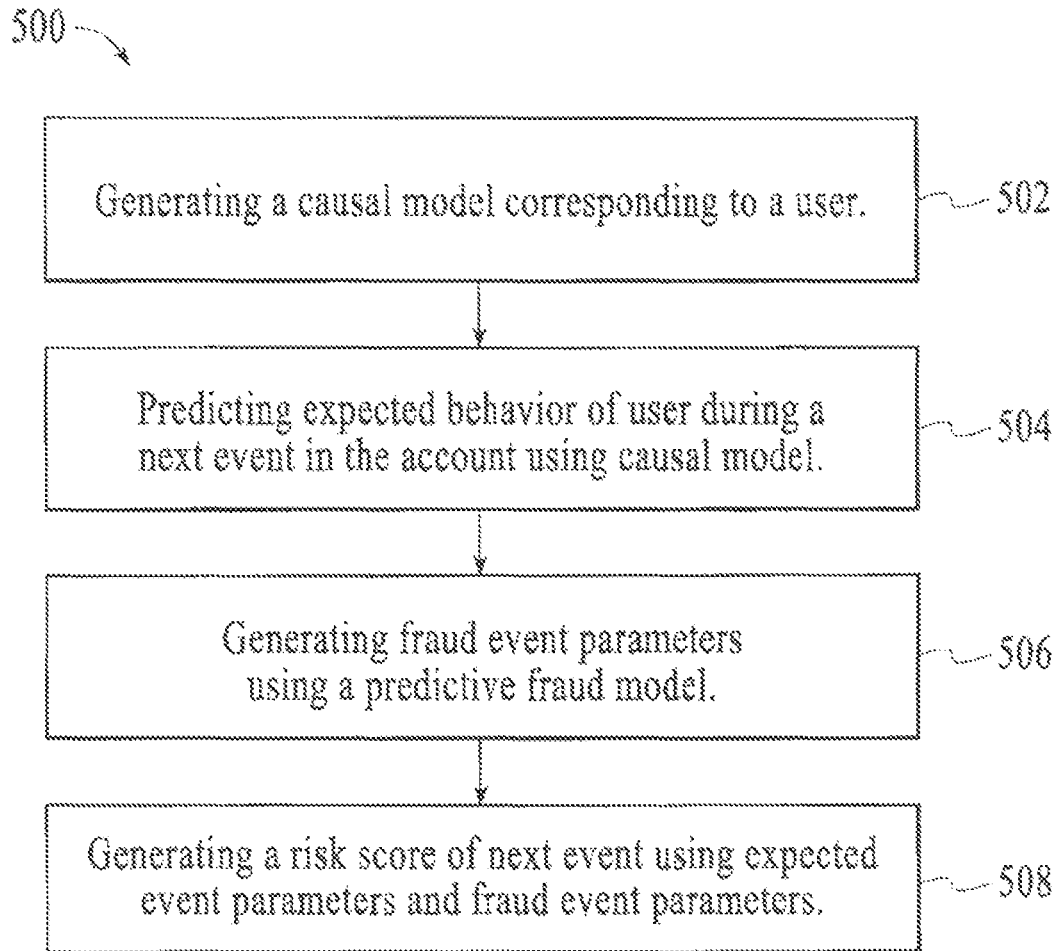 500
Generating a causal model corresponding to a user.
502
Predicting expected behavior of user during a
next event in the account using causal model.
504
Generating fraud event parameters
using a predictive fraud model.
506
Generating a risk score of next event using expected
event parameters and fraud event parameters.
508